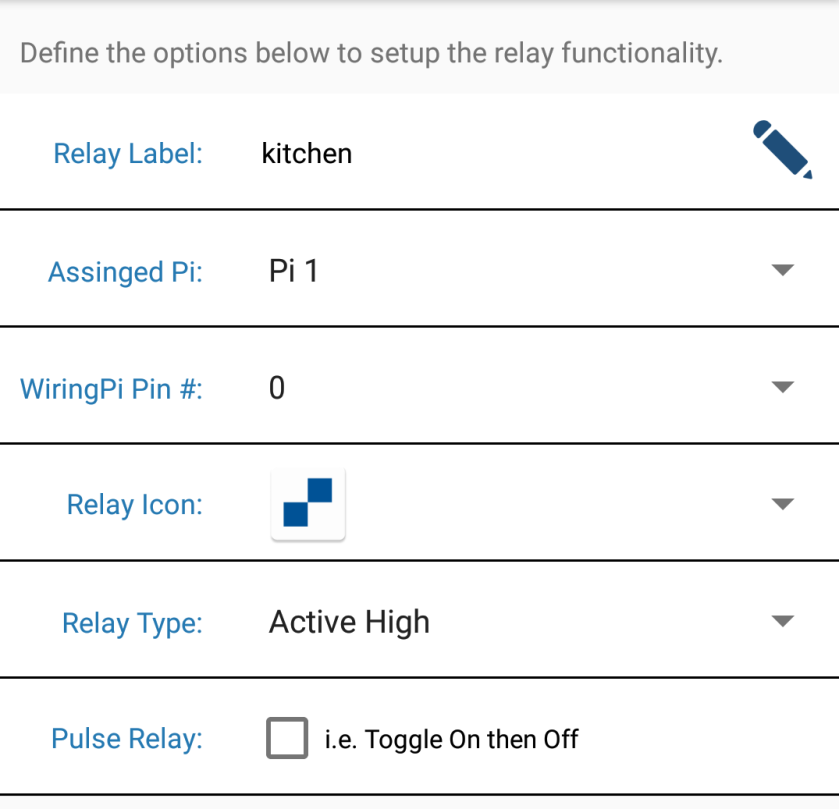 Define the options below to setup the relay functionality.
Relay Label: kitchen
Assinged Pi: Pi 1
WiringPi Pin #: 0
Relay Icon:
Relay Type: Active High
Pulse Relay: i.e. Toggle On then Off